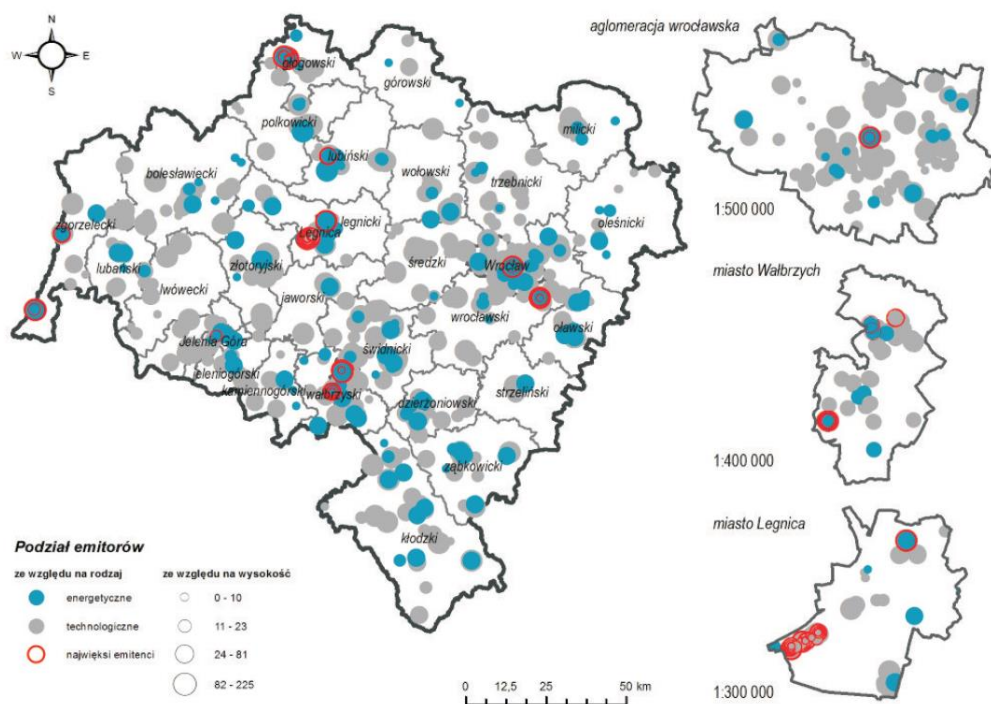 N
W E
S
głogowski
górowski
polkowicki
milicki
lubiński
bolesławiecki
wołowski
trzebnicki
zgorzelecki
legnicki
oleśnicki
Legnica
lubański
złotoryjski
średzki
Wrocław
lwówecki
jaworski
wrocławski
oławski
Jelenia Góra
świdnicki
jeleniogórski
kamiennogórski
wałbrzyski
strzeliński
dzierżoniowski
ząbkowicki
kłodzki
aglomeracja wrocławska
1:500 000
miasto Wałbrzych
1:400 000
miasto Legnica
1:300 000
Podział emitorów
ze względu na rodzaj
energetyczne
technologiczne
najwięksi emitenci
ze względu na wysokość
0 - 10
11 - 23
24 - 81
82 - 225
0 12,5 25 50 km